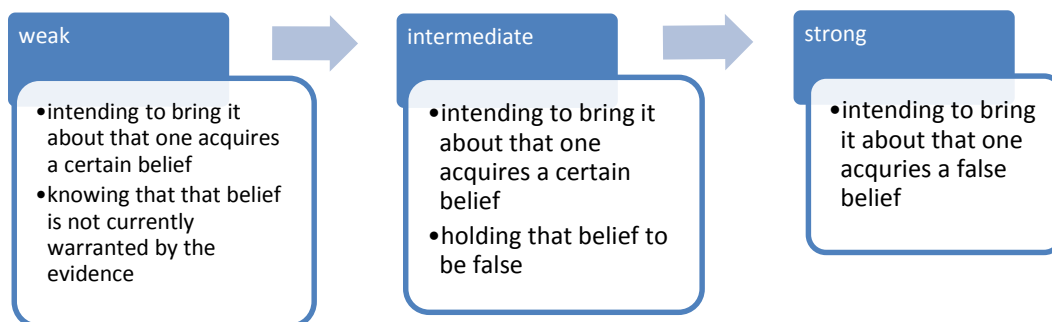 weak
•intending to bring it
about that one acquires
a certain belief
•knowing that that belief
is not currently
warranted by the
evidence
intermediate
•intending to bring it
about that one
acquires a certain
belief
•holding that belief to
be false
strong
•intending to bring
it about that one
acquries a false
belief